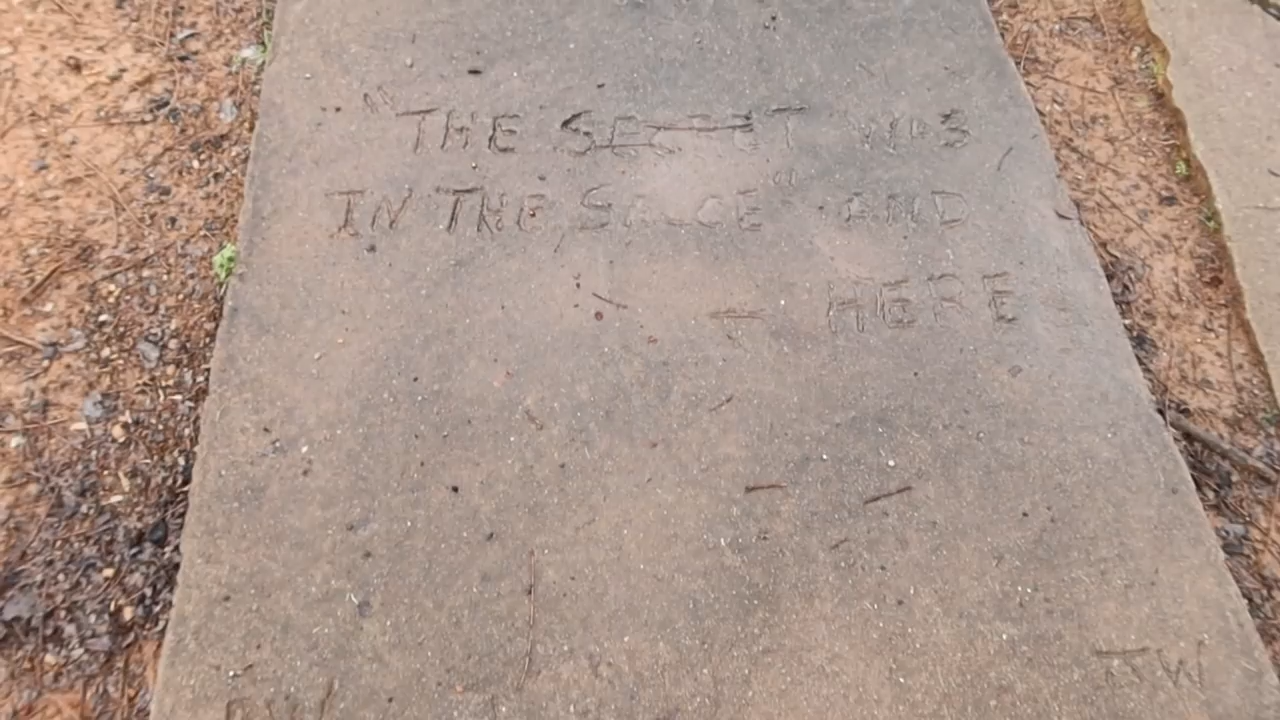 "THE SECRET WAS
IN THE SAUCE" AND
HERE